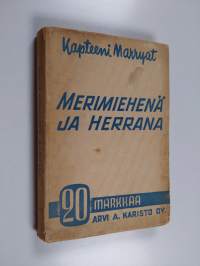 Kapteeni Marryat
MERIMIEHENÄ
JA HERRANA
20 MARKKAA
ARVI A. KARISTO OY.